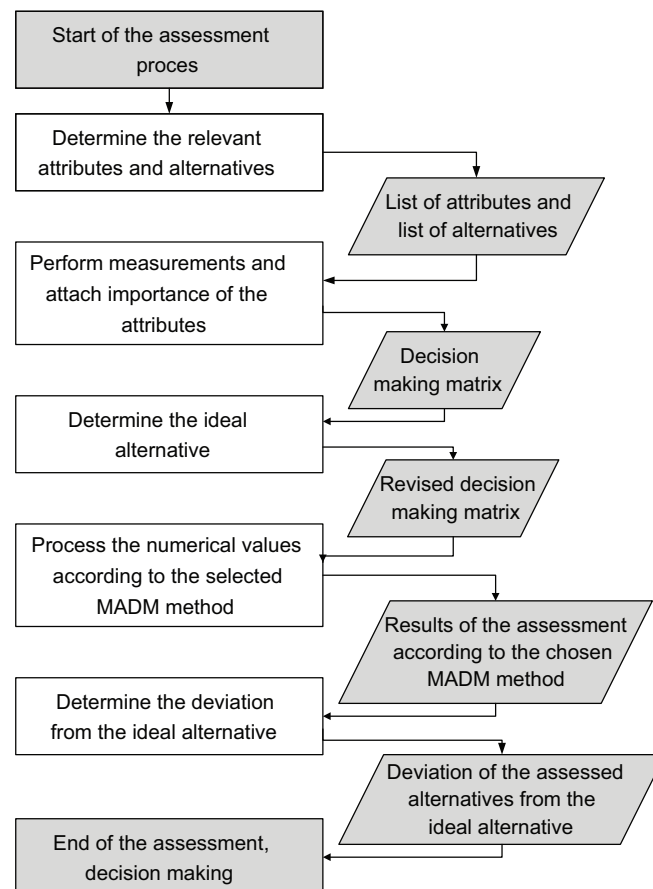 Start of the assessment
proces
Determine the relevant
attributes and alternatives
List of attributes and
list of alternatives
Perform measurements and
attach importance of the
attributes
Decision
making matrix
Determine the ideal
alternative
Revised decision
making matrix
Process the numerical values
according to the selected
MADM method
Results of the assessment
according to the chosen
MADM method
Determine the deviation
from the ideal alternative
Deviation of the assessed
alternatives from the
ideal alternative
End of the assessment,
decision making